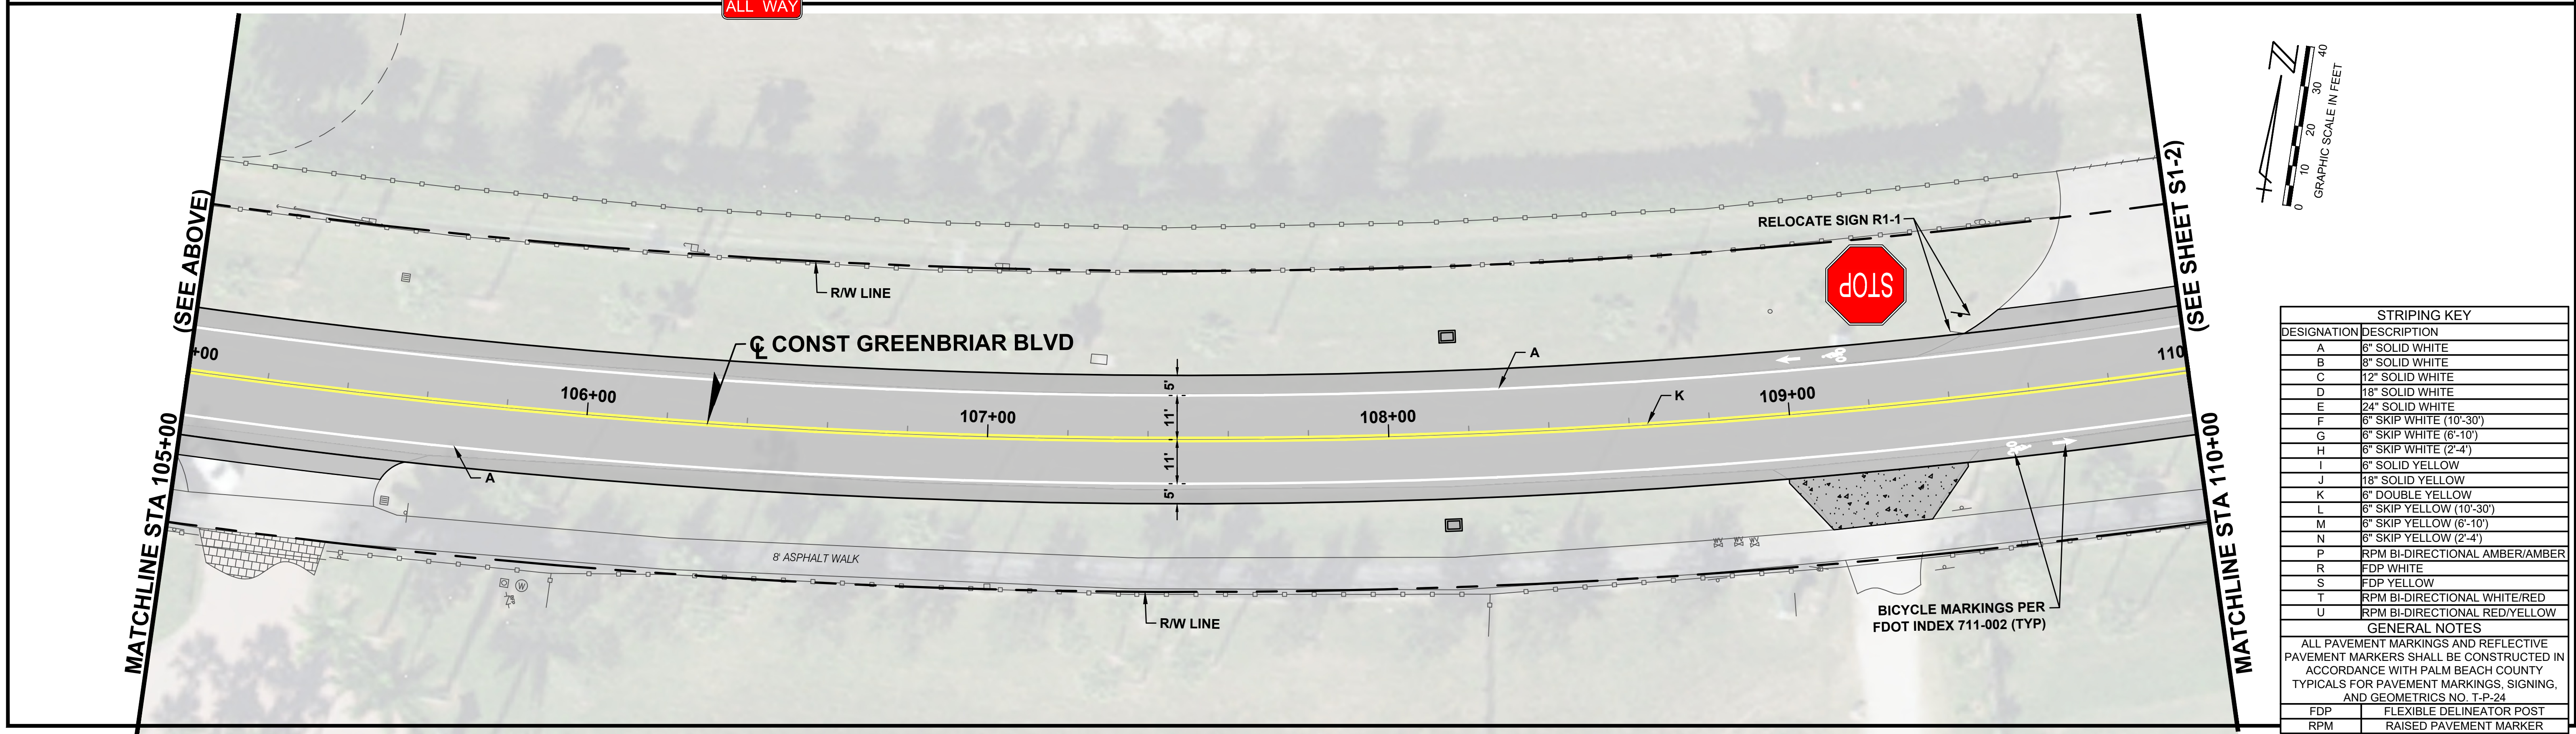 ALL WAY
(SEE ABOVE)
MATCHLINE STA 105+00
+00
106+00
107+00
108+00
109+00
110
R/W LINE
℄ CONST GREENBRIAR BLVD
A
5'
11'
11'
5'
A
K
RELOCATE SIGN R1-1
STOP
8' ASPHALT WALK
W
WV
WV
WV
R/W LINE
BICYCLE MARKINGS PER
FDOT INDEX 711-002 (TYP)
(SEE SHEET S1-2)
MATCHLINE STA 110+00
N
0 10 20 30 40
GRAPHIC SCALE IN FEET
STRIPING KEY
DESIGNATION DESCRIPTION
A 6" SOLID WHITE
B 8" SOLID WHITE
C 12" SOLID WHITE
D 18" SOLID WHITE
E 24" SOLID WHITE
F 6" SKIP WHITE (10'-30')
G 6" SKIP WHITE (6'-10')
H 6" SKIP WHITE (2'-4')
I 6" SOLID YELLOW
J 18" SOLID YELLOW
K 6" DOUBLE YELLOW
L 6" SKIP YELLOW (10'-30')
M 6" SKIP YELLOW (6'-10')
N 6" SKIP YELLOW (2'-4')
P RPM BI-DIRECTIONAL AMBER/AMBER
R FDP WHITE
S FDP YELLOW
T RPM BI-DIRECTIONAL WHITE/RED
U RPM BI-DIRECTIONAL RED/YELLOW
GENERAL NOTES
ALL PAVEMENT MARKINGS AND REFLECTIVE
PAVEMENT MARKERS SHALL BE CONSTRUCTED IN
ACCORDANCE WITH PALM BEACH COUNTY
TYPICALS FOR PAVEMENT MARKINGS, SIGNING,
AND GEOMETRICS NO. T-P-24
FDP FLEXIBLE DELINEATOR POST
RPM RAISED PAVEMENT MARKER